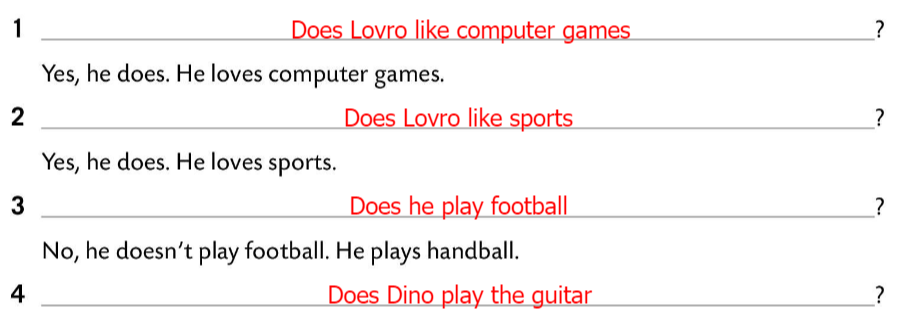 1 Does Lovro like computer games ?
Yes, he does. He loves computer games.
2 Does Lovro like sports ?
Yes, he does. He loves sports.
3 Does he play football ?
No, he doesn't play football. He plays handball.
4 Does Dino play the guitar ?